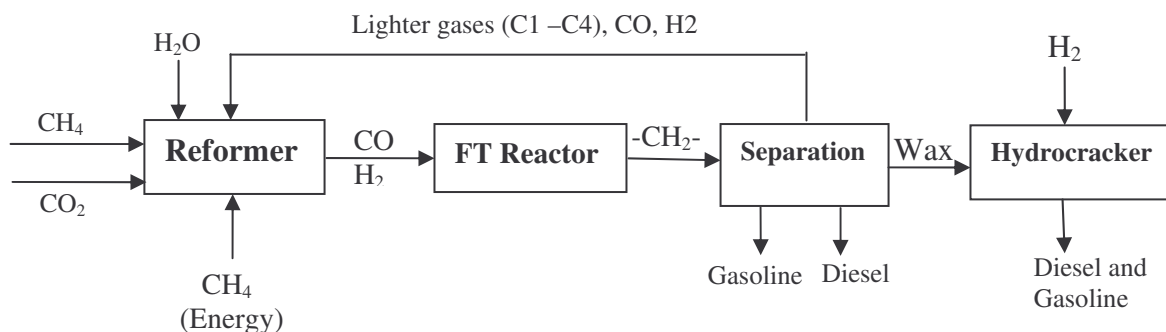 Lighter gases (C1 –C4), CO, H2
H₂O
H₂
CH₄
CO₂
Reformer
CO
H₂
FT Reactor
-CH₂-
Separation
Wax
Hydrocracker
CH₄
(Energy)
Gasoline
Diesel
Diesel and
Gasoline